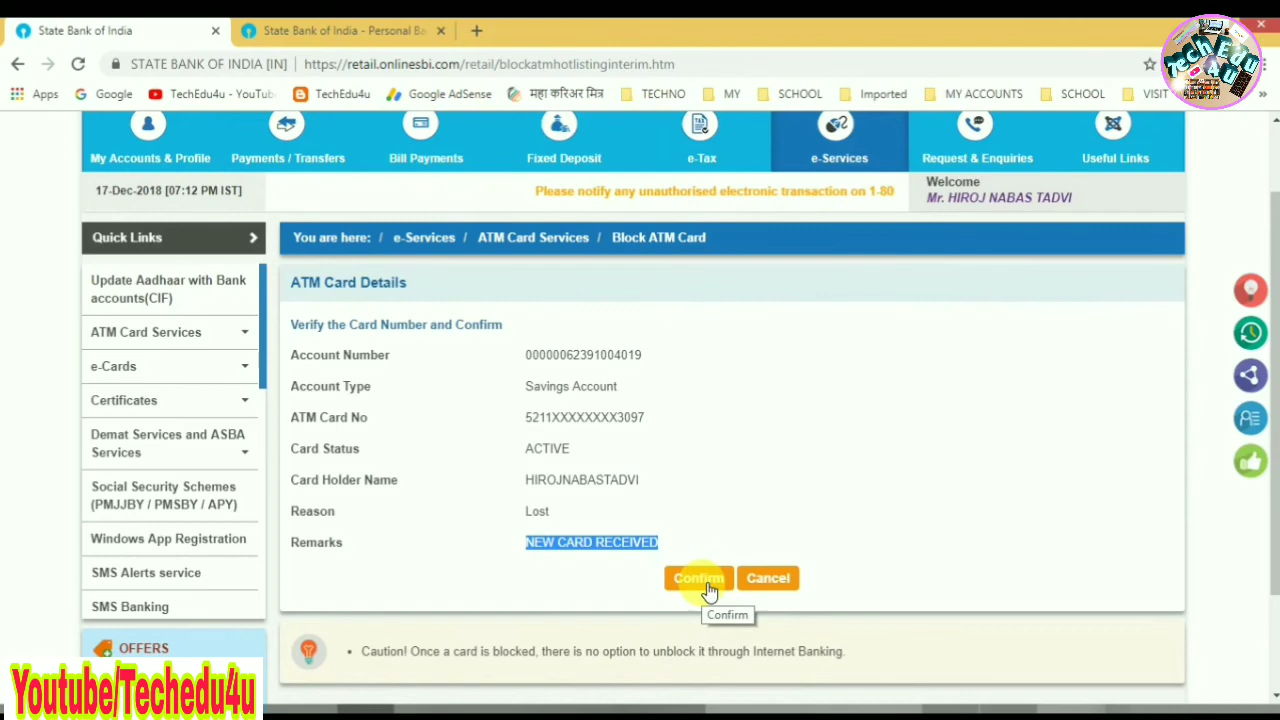 State Bank of India
State Bank of India - Personal Ba
STATE BANK OF INDIA [IN] https://retail.onlinesbi.com/retail/blockatmhotlistinginterim.htm
Tech Edu 4U
Apps Google TechEdu4u - YouTub TechEdu4u Google AdSense महा करिअर मित्र TECHNO MY SCHOOL Imported MY ACCOUNTS SCHOOL VISIT »
My Accounts & Profile Payments / Transfers Bill Payments Fixed Deposit e-Tax e-Services Request & Enquiries Useful Links
TAX
17-Dec-2018 [07:12 PM IST]
Please notify any unauthorised electronic transaction on 1-80
Welcome
Mr. HIROJ NABAS TADVI
Quick Links
You are here: / e-Services / ATM Card Services / Block ATM Card
Update Aadhaar with Bank
accounts(CIF)
ATM Card Services
e-Cards
Certificates
Demat Services and ASBA
Services
Social Security Schemes
(PMJJBY / PMSBY / APY)
Windows App Registration
SMS Alerts service
SMS Banking
OFFERS
ATM Card Details
Verify the Card Number and Confirm
Account Number 00000062391004019
Account Type Savings Account
ATM Card No 5211XXXXXXXX3097
Card Status ACTIVE
Card Holder Name HIROJNABASTADVI
Reason Lost
Remarks NEW CARD RECEIVED
Confirm Cancel
Confirm
• Caution! Once a card is blocked, there is no option to unblock it through Internet Banking.
Youtube/Techedu4u